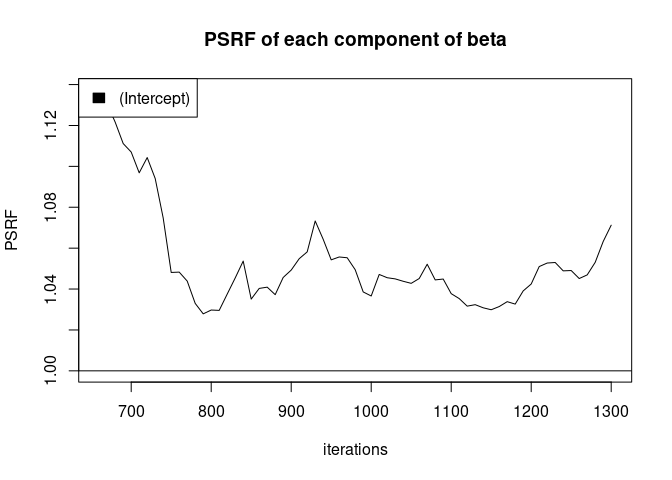 PSRF of each component of beta
(Intercept)
PSRF
1.12
1.08
1.04
1.00
700 800 900 1000 1100 1200 1300
iterations